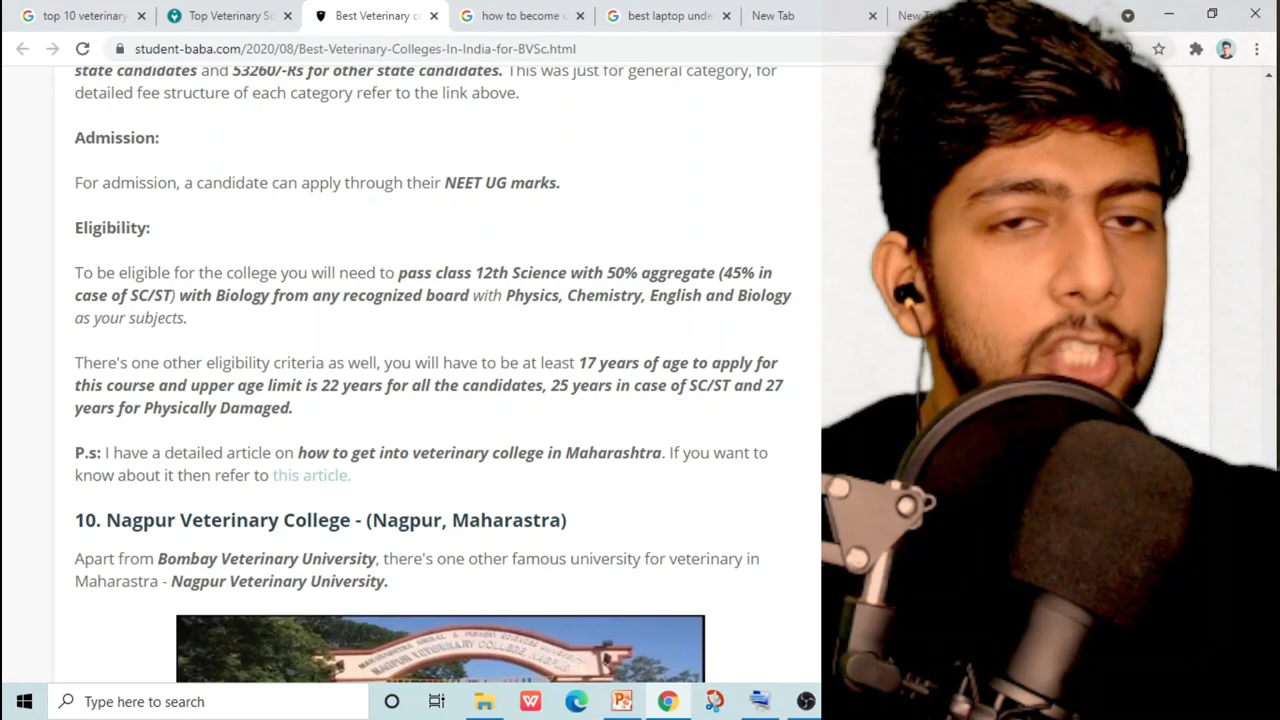 top 10 veterinary
Top Veterinary Sc
Best Veterinary c
how to become
best laptop unde
New Tab
student-baba.com/2020/08/Best-Veterinary-Colleges-In-India-for-BVSc.html
state candidates and 53260/-Rs for other state candidates. This was just for general category, for
detailed fee structure of each category refer to the link above.
Admission:
For admission, a candidate can apply through their NEET UG marks.
Eligibility:
To be eligible for the college you will need to pass class 12th Science with 50% aggregate (45% in
case of SC/ST) with Biology from any recognized board with Physics, Chemistry, English and Biology
as your subjects.
There's one other eligibility criteria as well, you will have to be at least 17 years of age to apply for
this course and upper age limit is 22 years for all the candidates, 25 years in case of SC/ST and 27
years for Physically Damaged.
P.s: I have a detailed article on how to get into veterinary college in Maharashtra. If you want to
know about it then refer to this article.
10. Nagpur Veterinary College - (Nagpur, Maharastra)
Apart from Bombay Veterinary University, there's one other famous university for veterinary in
Maharastra - Nagpur Veterinary University.
NAGPUR VETERINARY COLLEGE, NAGPUR
Type here to search